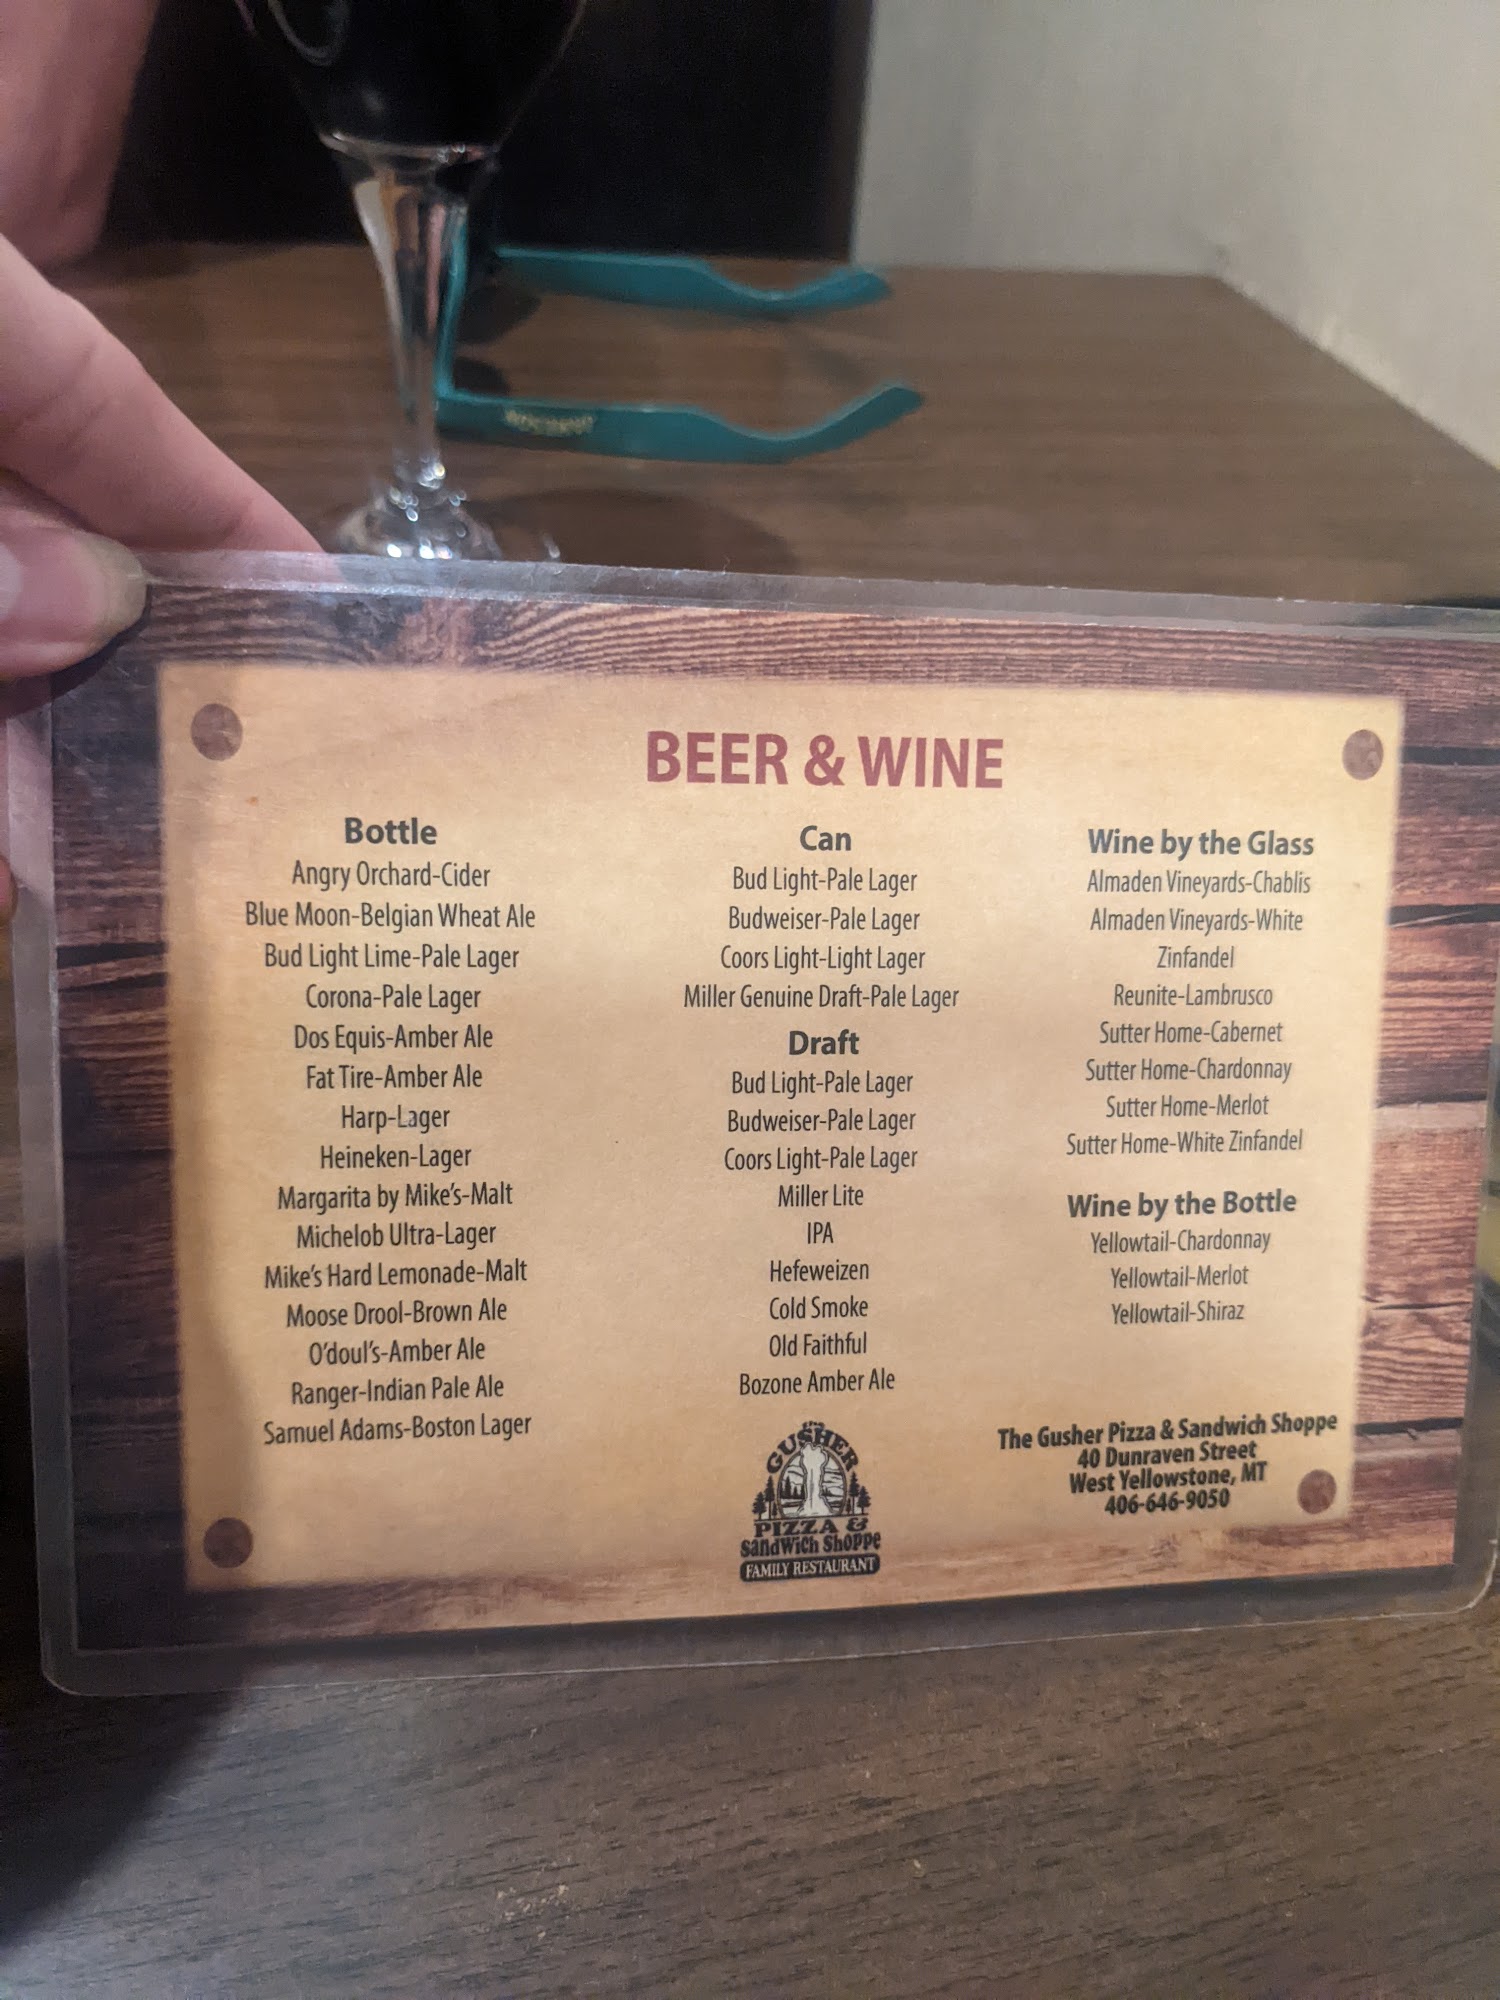 BEER & WINE
Bottle
Angry Orchard-Cider
Blue Moon-Belgian Wheat Ale
Bud Light Lime-Pale Lager
Corona-Pale Lager
Dos Equis-Amber Ale
Fat Tire-Amber Ale
Harp-Lager
Heineken-Lager
Margarita by Mike's-Malt
Michelob Ultra-Lager
Mike's Hard Lemonade-Malt
Moose Drool-Brown Ale
O'doul's-Amber Ale
Ranger-Indian Pale Ale
Samuel Adams-Boston Lager
Can
Bud Light-Pale Lager
Budweiser-Pale Lager
Coors Light-Light Lager
Miller Genuine Draft-Pale Lager
Draft
Bud Light-Pale Lager
Budweiser-Pale Lager
Coors Light-Pale Lager
Miller Lite
IPA
Hefeweizen
Cold Smoke
Old Faithful
Bozone Amber Ale
THE
GUSHER
PIZZA &
SandWich Shoppe
FAMILY RESTAURANT
Wine by the Glass
Almaden Vineyards-Chablis
Almaden Vineyards-White
Zinfandel
Reunite-Lambrusco
Sutter Home-Cabernet
Sutter Home-Chardonnay
Sutter Home-Merlot
Sutter Home-White Zinfandel
Wine by the Bottle
Yellowtail-Chardonnay
Yellowtail-Merlot
Yellowtail-Shiraz
The Gusher Pizza & Sandwich Shoppe
40 Dunraven Street
West Yellowstone, MT
406-646-9050